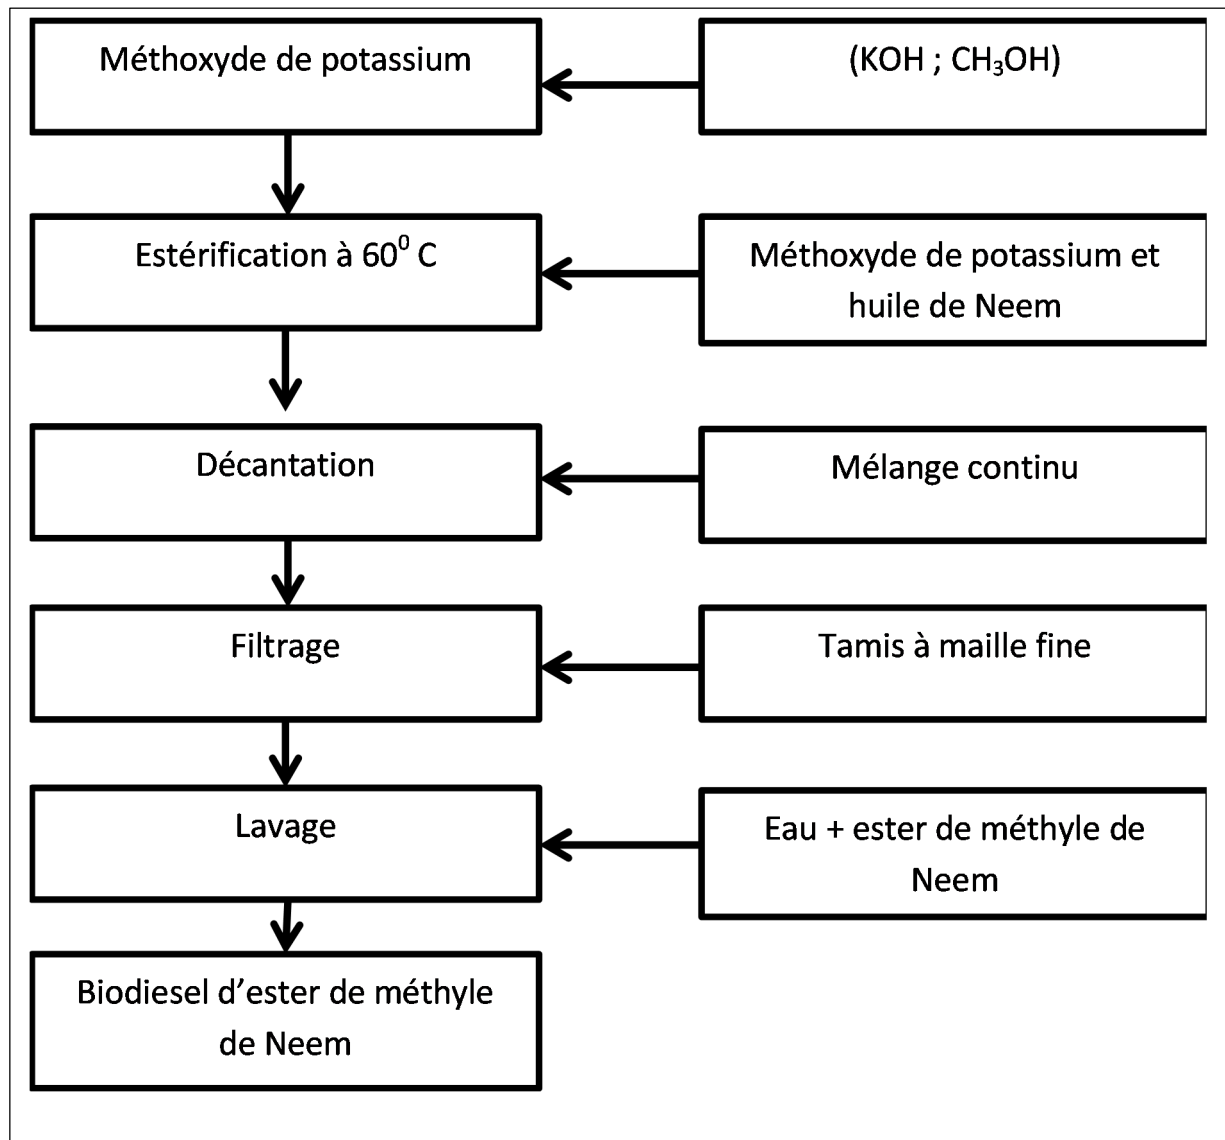 Méthoxyde de potassium
(KOH ; CH₃OH)
Estérification à 60⁰ C
Méthoxyde de potassium et
huile de Neem
Décantation
Mélange continu
Filtrage
Tamis à maille fine
Lavage
Eau + ester de méthyle de
Neem
Biodiesel d’ester de méthyle
de Neem